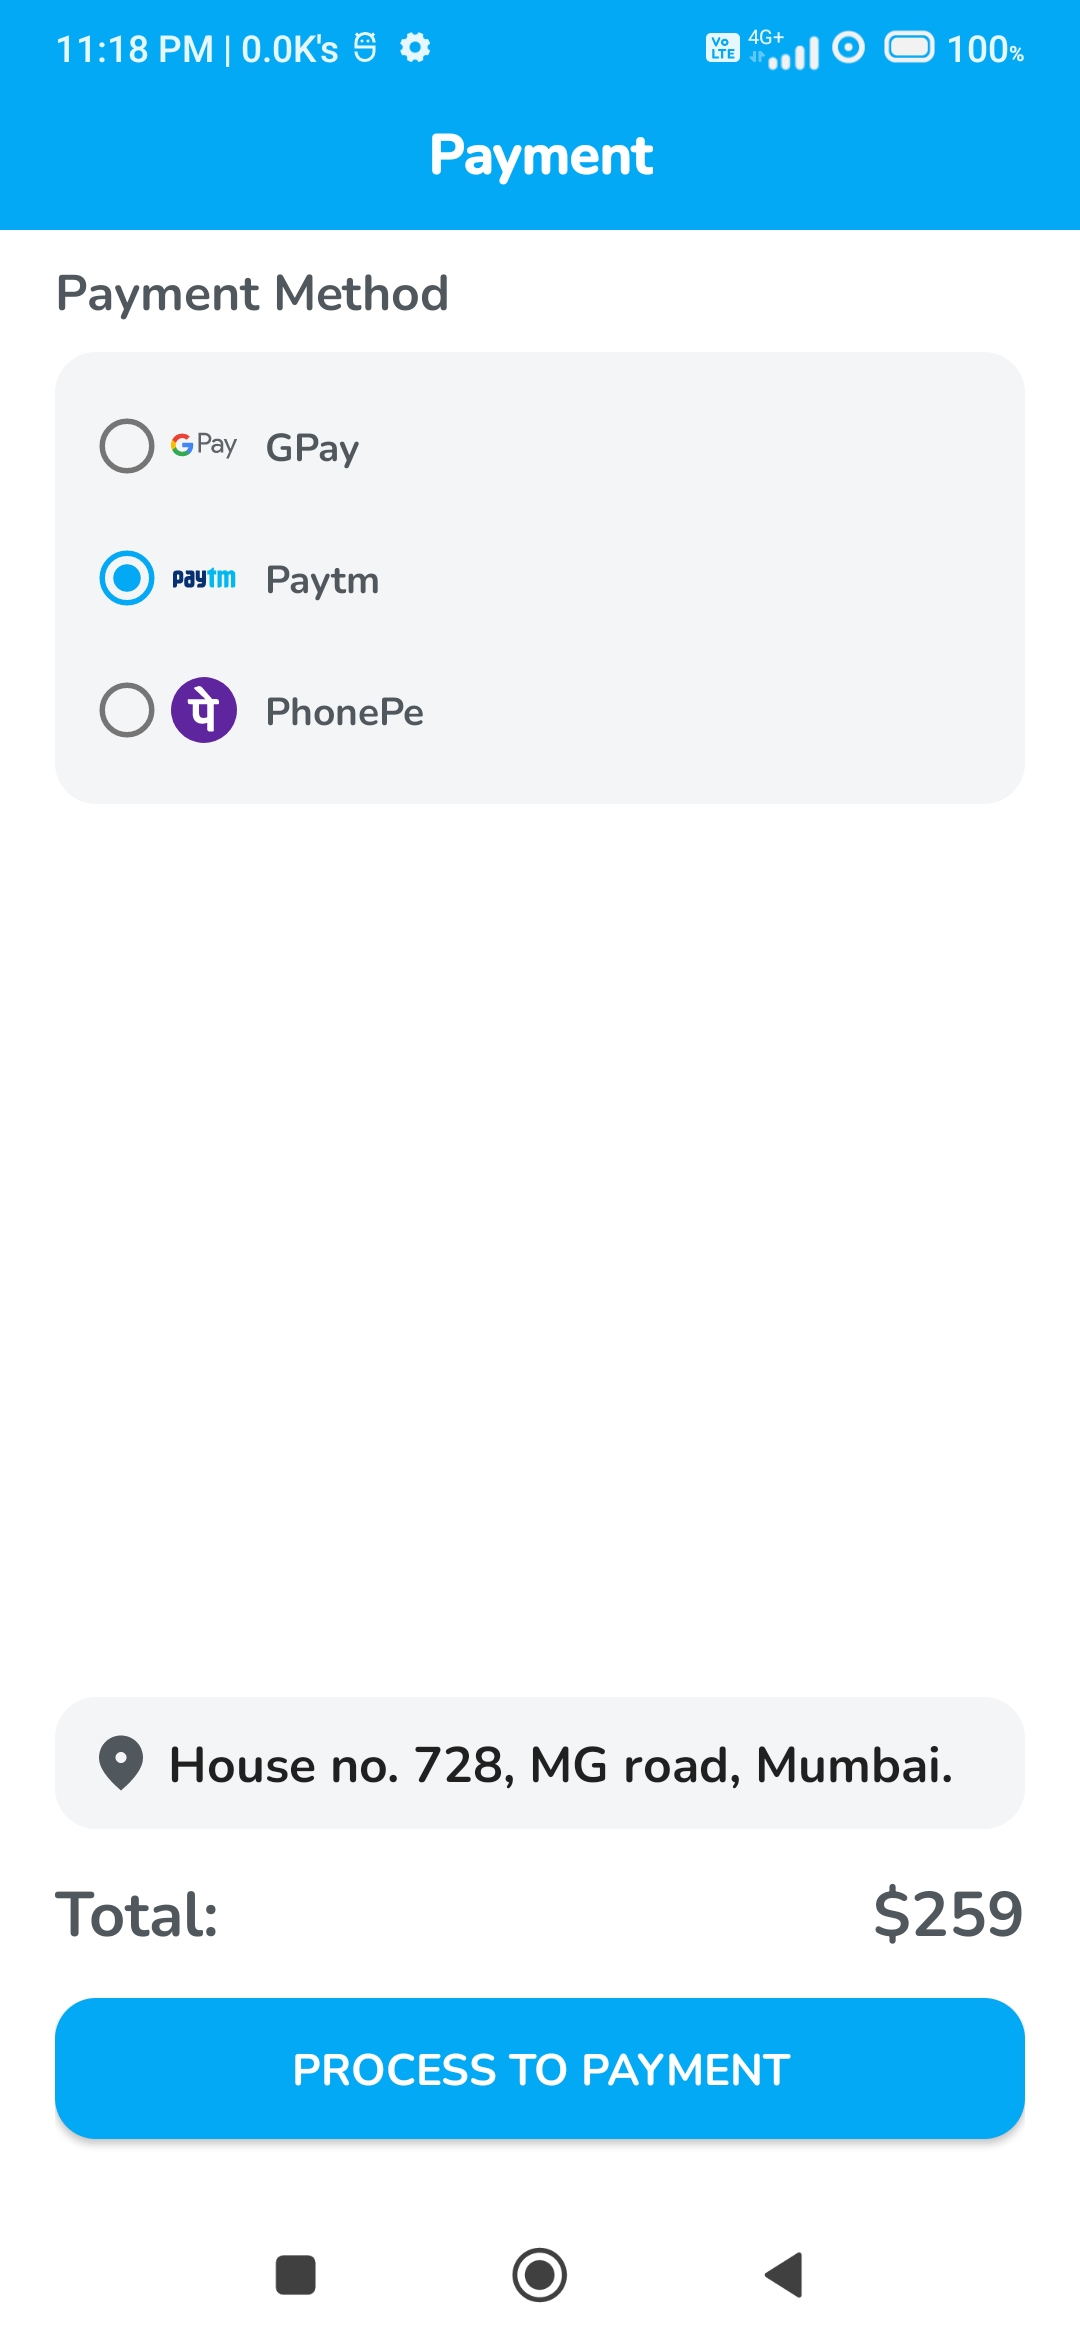 11:18 PM | 0.0K's Vo LTE 4G+ 100%
Payment
Payment Method
G Pay GPay
paytm Paytm
पे PhonePe
House no. 728, MG road, Mumbai.
Total: $259
PROCESS TO PAYMENT